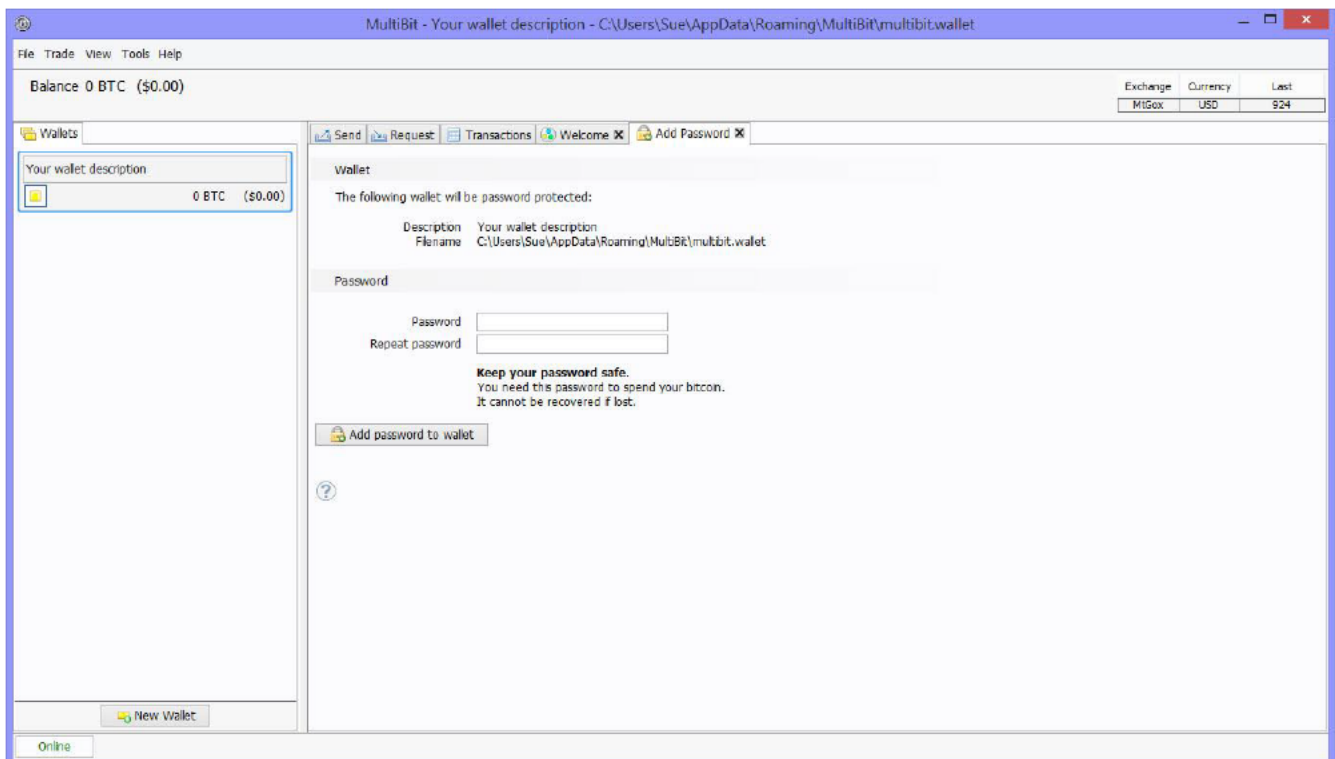 MultiBit - Your wallet description - C:\Users\Sue\AppData\Roaming\MultiBit\multibit.wallet
File Trade View Tools Help
Balance 0 BTC ($0.00)
Exchange Currency Last
MtGox USD 924
Wallets
Send Request Transactions Welcome Add Password
Your wallet description
0 BTC ($0.00)
Wallet
The following wallet will be password protected:
Description Your wallet description
Filename C:\Users\Sue\AppData\Roaming\MultiBit\multibit.wallet
Password
Password
Repeat password
Keep your password safe.
You need this password to spend your bitcoin.
It cannot be recovered if lost.
Add password to wallet
?
New Wallet
Online